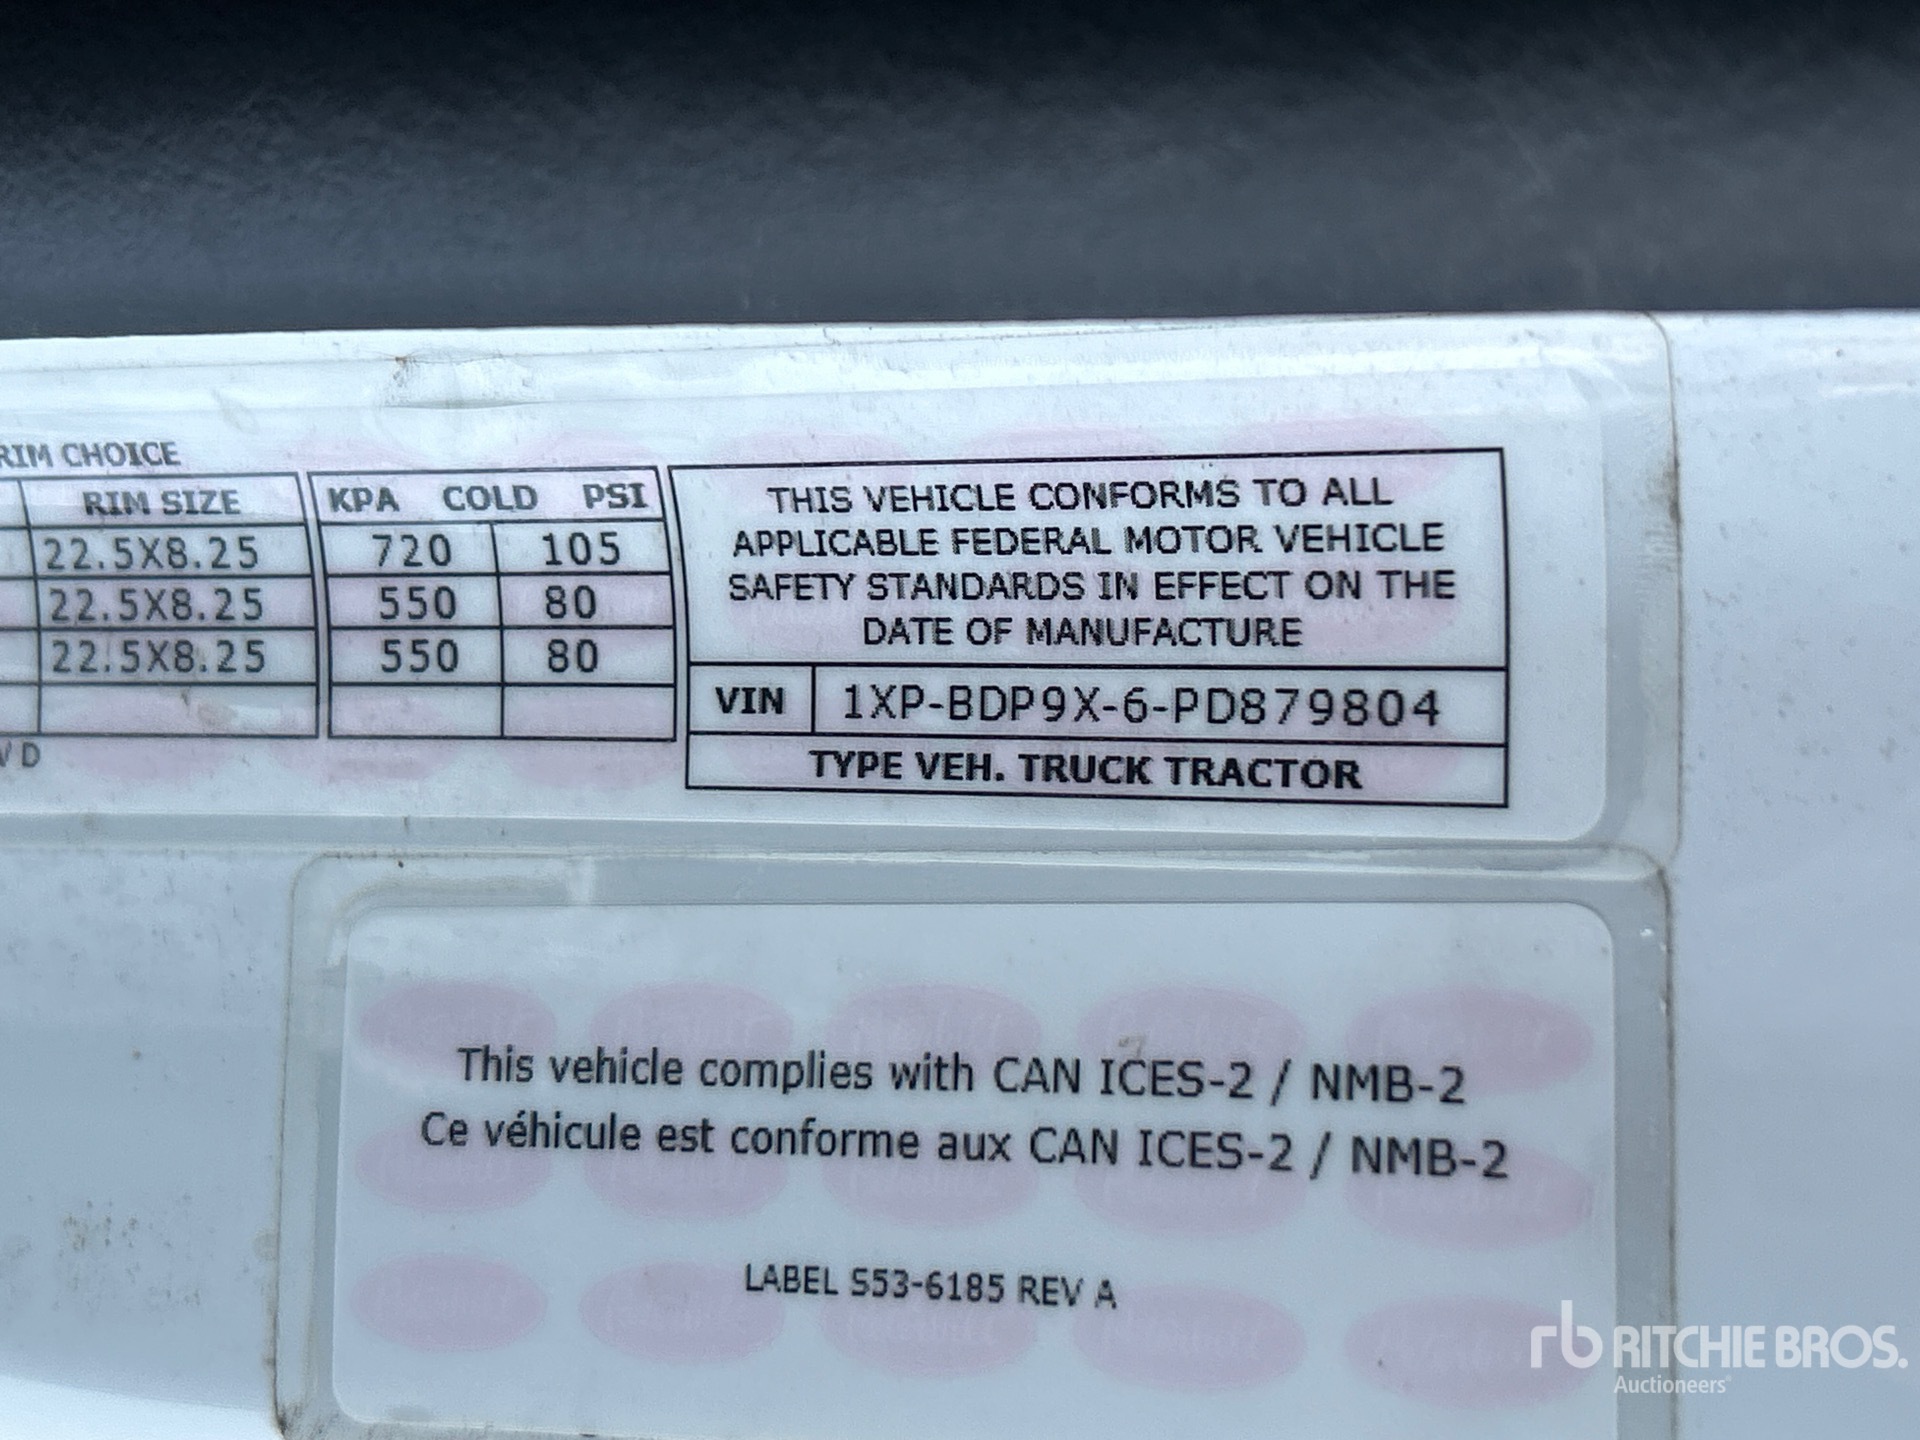 RIM CHOICE
RIM SIZE KPA COLD PSI
22.5X8.25 720 105
22.5X8.25 550 80
22.5X8.25 550 80
V D
THIS VEHICLE CONFORMS TO ALL
APPLICABLE FEDERAL MOTOR VEHICLE
SAFETY STANDARDS IN EFFECT ON THE
DATE OF MANUFACTURE
VIN 1XP-BDP9X-6-PD879804
TYPE VEH. TRUCK TRACTOR
This vehicle complies with CAN ICES-2 / NMB-2
Ce véhicule est conforme aux CAN ICES-2 / NMB-2
LABEL S53-6185 REV A
rb RITCHIE BROS.
Auctioneers